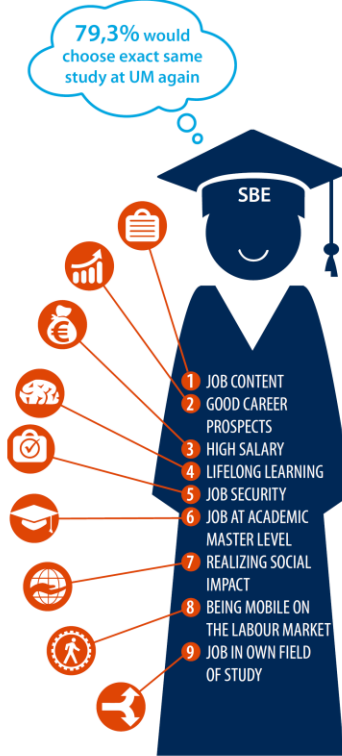 79,3% would
choose exact same
study at UM again
SBE
1 JOB CONTENT
2 GOOD CAREER
PROSPECTS
3 HIGH SALARY
4 LIFELONG LEARNING
5 JOB SECURITY
6 JOB AT ACADEMIC
MASTER LEVEL
7 REALIZING SOCIAL
IMPACT
8 BEING MOBILE ON
THE LABOUR MARKET
9 JOB IN OWN FIELD
OF STUDY